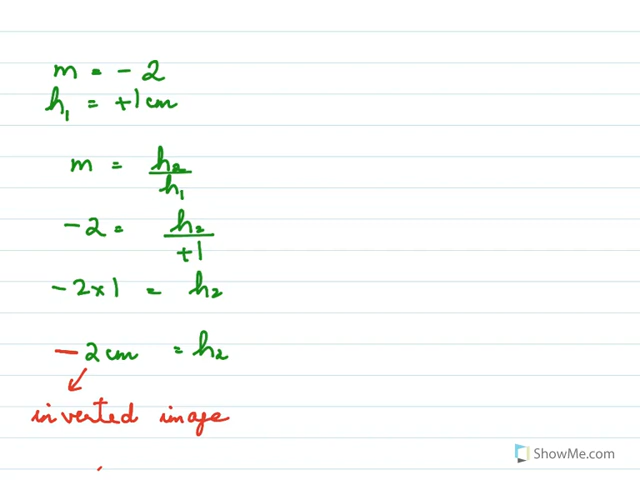 m = - 2
h₁ = +1 cm
m = h₂/h₁
-2 = h₂/+1
-2×1 = h₂
-2 cm = h₂
inverted image
ShowMe.com